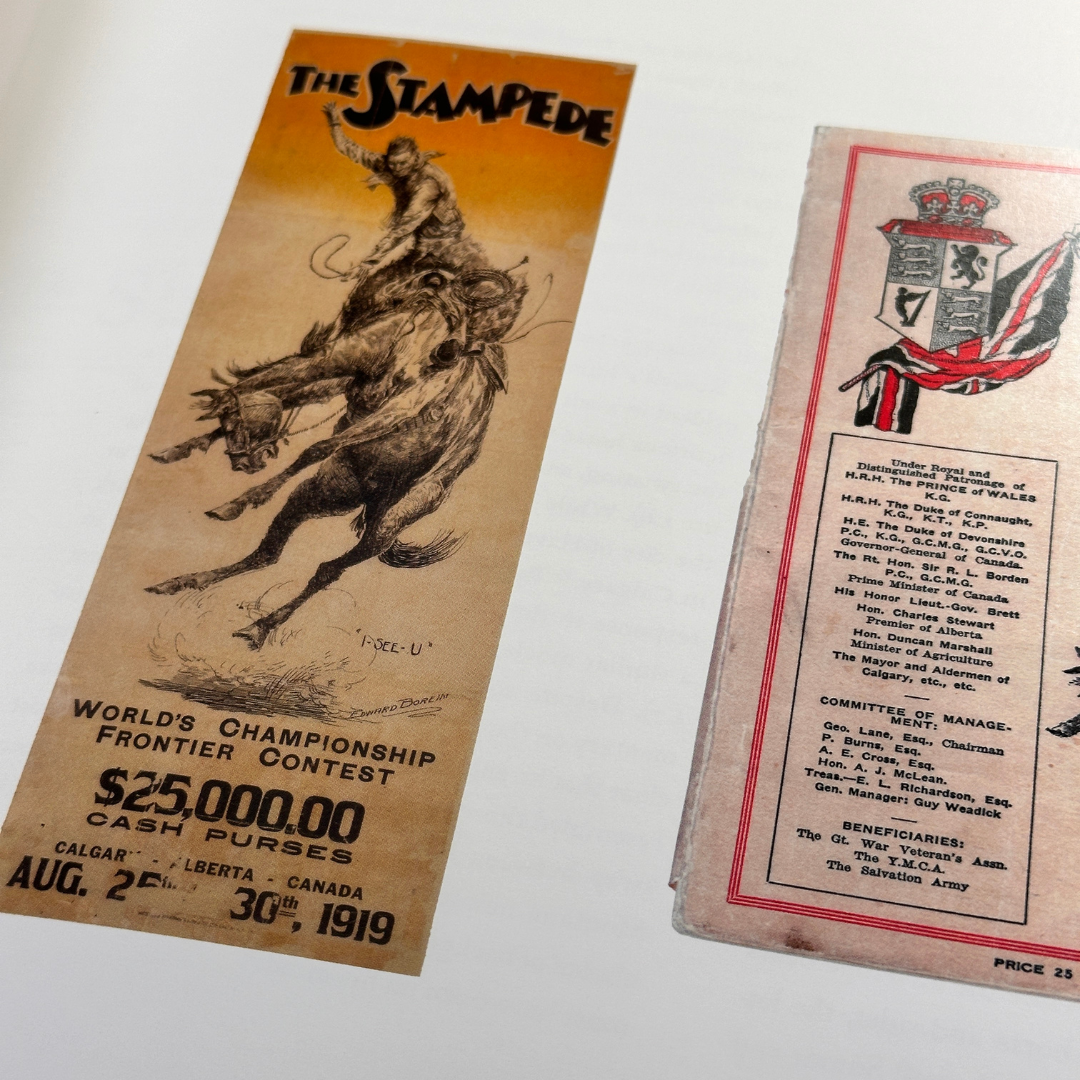 THE STAMPEDE
"I-SEE-U"
EDWARD BOREIN
WORLD'S CHAMPIONSHIP
FRONTIER CONTEST
$25,000.00
CASH PURSES
CALGAR LBERTA - CANADA
AUG. 25th 30th, 1919
Under Royal and
Distinguished Patronage of
H.R.H. The PRINCE of WALES
K.G.
H.R.H. The Duke of Connaught,
K.G., K.T., K.P.
H.E. The Duke of Devonshire
P.C., K.G., G.C.M.G., G.C.V.O.
Governor-General of Canada.
The Rt. Hon. Sir R. L. Borden
P.C., G.C.M.G.
Prime Minister of Canada
His Honor Lieut.-Gov. Brett
Hon. Charles Stewart
Premier of Alberta
Hon. Duncan Marshall
Minister of Agriculture
The Mayor and Aldermen of
Calgary, etc., etc.
COMMITTEE OF MANAGE-
MENT:
Geo. Lane, Esq., Chairman
P. Burns, Esq.
A. E. Cross, Esq.
Hon. A. J. McLean.
Treas.—E. L. Richardson, Esq.
Gen. Manager: Guy Weadick
BENEFICIARIES:
The Gt. War Veteran's Assn.
The Y.M.C.A.
The Salvation Army
PRICE 25